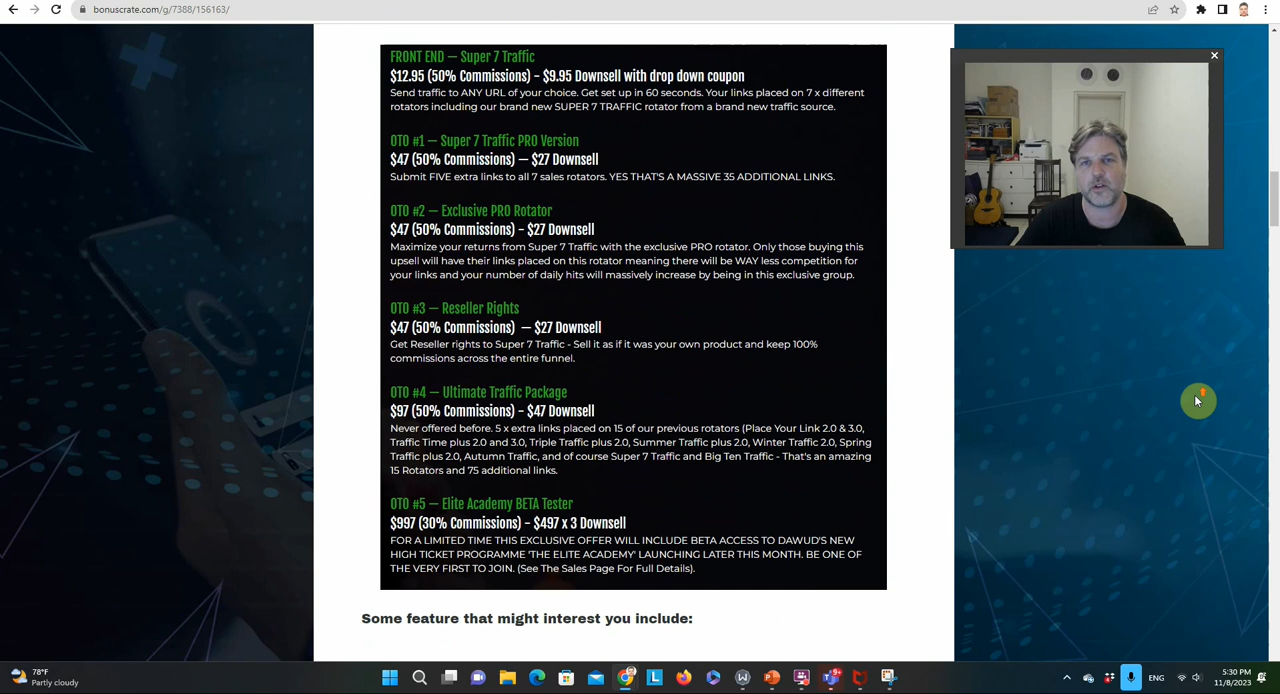 bonuscrate.com/g/7388/156163/
FRONT END — Super 7 Traffic
$12.95 (50% Commissions) - $9.95 Downsell with drop down coupon
Send traffic to ANY URL of your choice. Get set up in 60 seconds. Your links placed on 7 x different
rotators including our brand new SUPER 7 TRAFFIC rotator from a brand new traffic source.
OTO #1 — Super 7 Traffic PRO Version
$47 (50% Commissions) — $27 Downsell
Submit FIVE extra links to all 7 sales rotators. YES THAT'S A MASSIVE 35 ADDITIONAL LINKS.
OTO #2 – Exclusive PRO Rotator
$47 (50% Commissions) - $27 Downsell
Maximize your returns from Super 7 Traffic with the exclusive PRO rotator. Only those buying this
upsell will have their links placed on this rotator meaning there will be WAY less competition for
your links and your number of daily hits will massively increase by being in this exclusive group.
OTO #3 — Reseller Rights
$47 (50% Commissions) — $27 Downsell
Get Reseller rights to Super 7 Traffic - Sell it as if it was your own product and keep 100%
commissions across the entire funnel.
OTO #4 — Ultimate Traffic Package
$97 (50% Commissions) - $47 Downsell
Never offered before. 5 x extra links placed on 15 of our previous rotators (Place Your Link 2.0 & 3.0,
Traffic Time plus 2.0 and 3.0, Triple Traffic plus 2.0, Summer Traffic plus 2.0, Winter Traffic 2.0, Spring
Traffic plus 2.0, Autumn Traffic, and of course Super 7 Traffic and Big Ten Traffic - That's an amazing
15 Rotators and 75 additional links.
OTO #5 — Elite Academy BETA Tester
$997 (30% Commissions) - $497 x 3 Downsell
FOR A LIMITED TIME THIS EXCLUSIVE OFFER WILL INCLUDE BETA ACCESS TO DAWUD'S NEW
HIGH TICKET PROGRAMME 'THE ELITE ACADEMY' LAUNCHING LATER THIS MONTH. BE ONE OF
THE VERY FIRST TO JOIN. (See The Sales Page For Full Details).
Some feature that might interest you include:
78°F
Partly cloudy
ENG
5:30 PM
11/8/2023